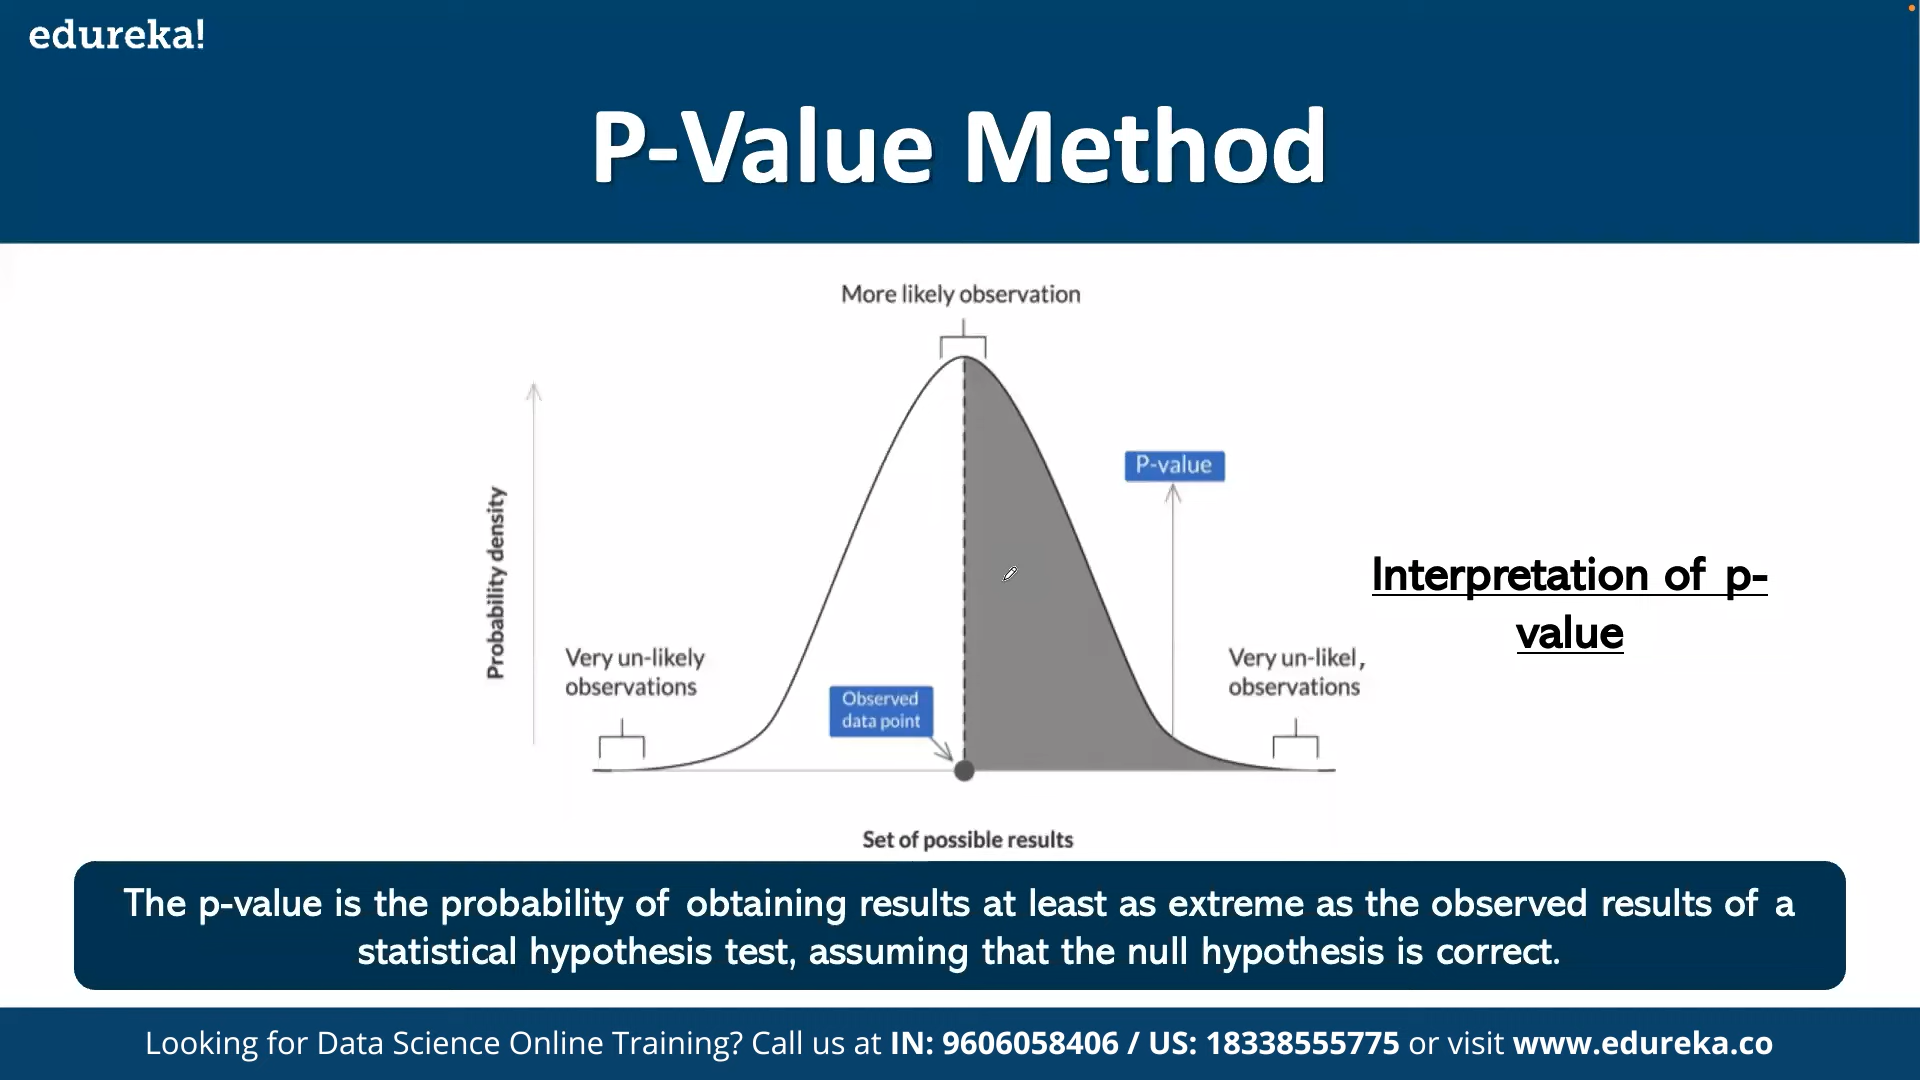 edureka!
P-Value Method
More likely observation
Probability density
P-value
Very un-likely
observations
Observed
data point
Very un-likel,
observations
Interpretation of p-
value
Set of possible results
The p-value is the probability of obtaining results at least as extreme as the observed results of a
statistical hypothesis test, assuming that the null hypothesis is correct.
Looking for Data Science Online Training? Call us at IN: 9606058406 / US: 18338555775 or visit www.edureka.co